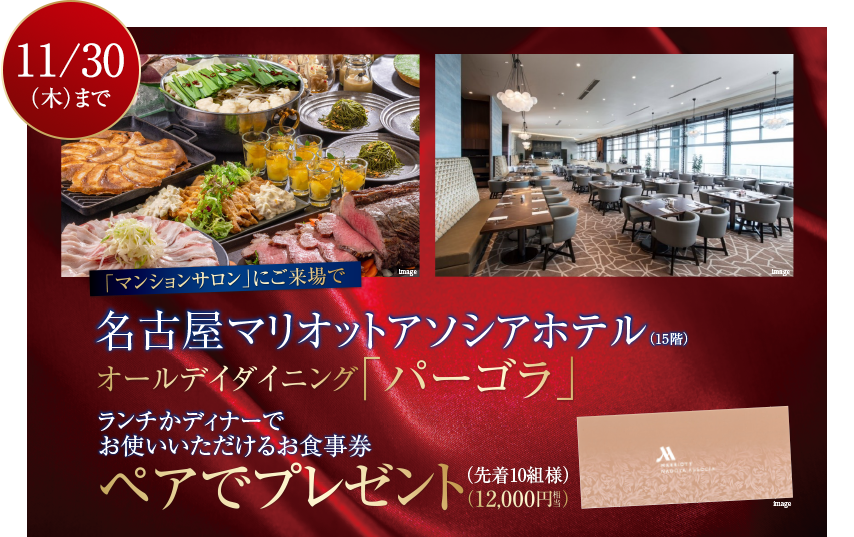 11/30
(木)まで
image
image
「マンションサロン」にご来場で
名古屋マリオットアソシアホテル(15階)
オールデイダイニング「パーゴラ」
ランチかディナーで
お使いいただけるお食事券
ペアでプレゼント(先着10組様)
(12,000円相当)
MARRIOTT
image